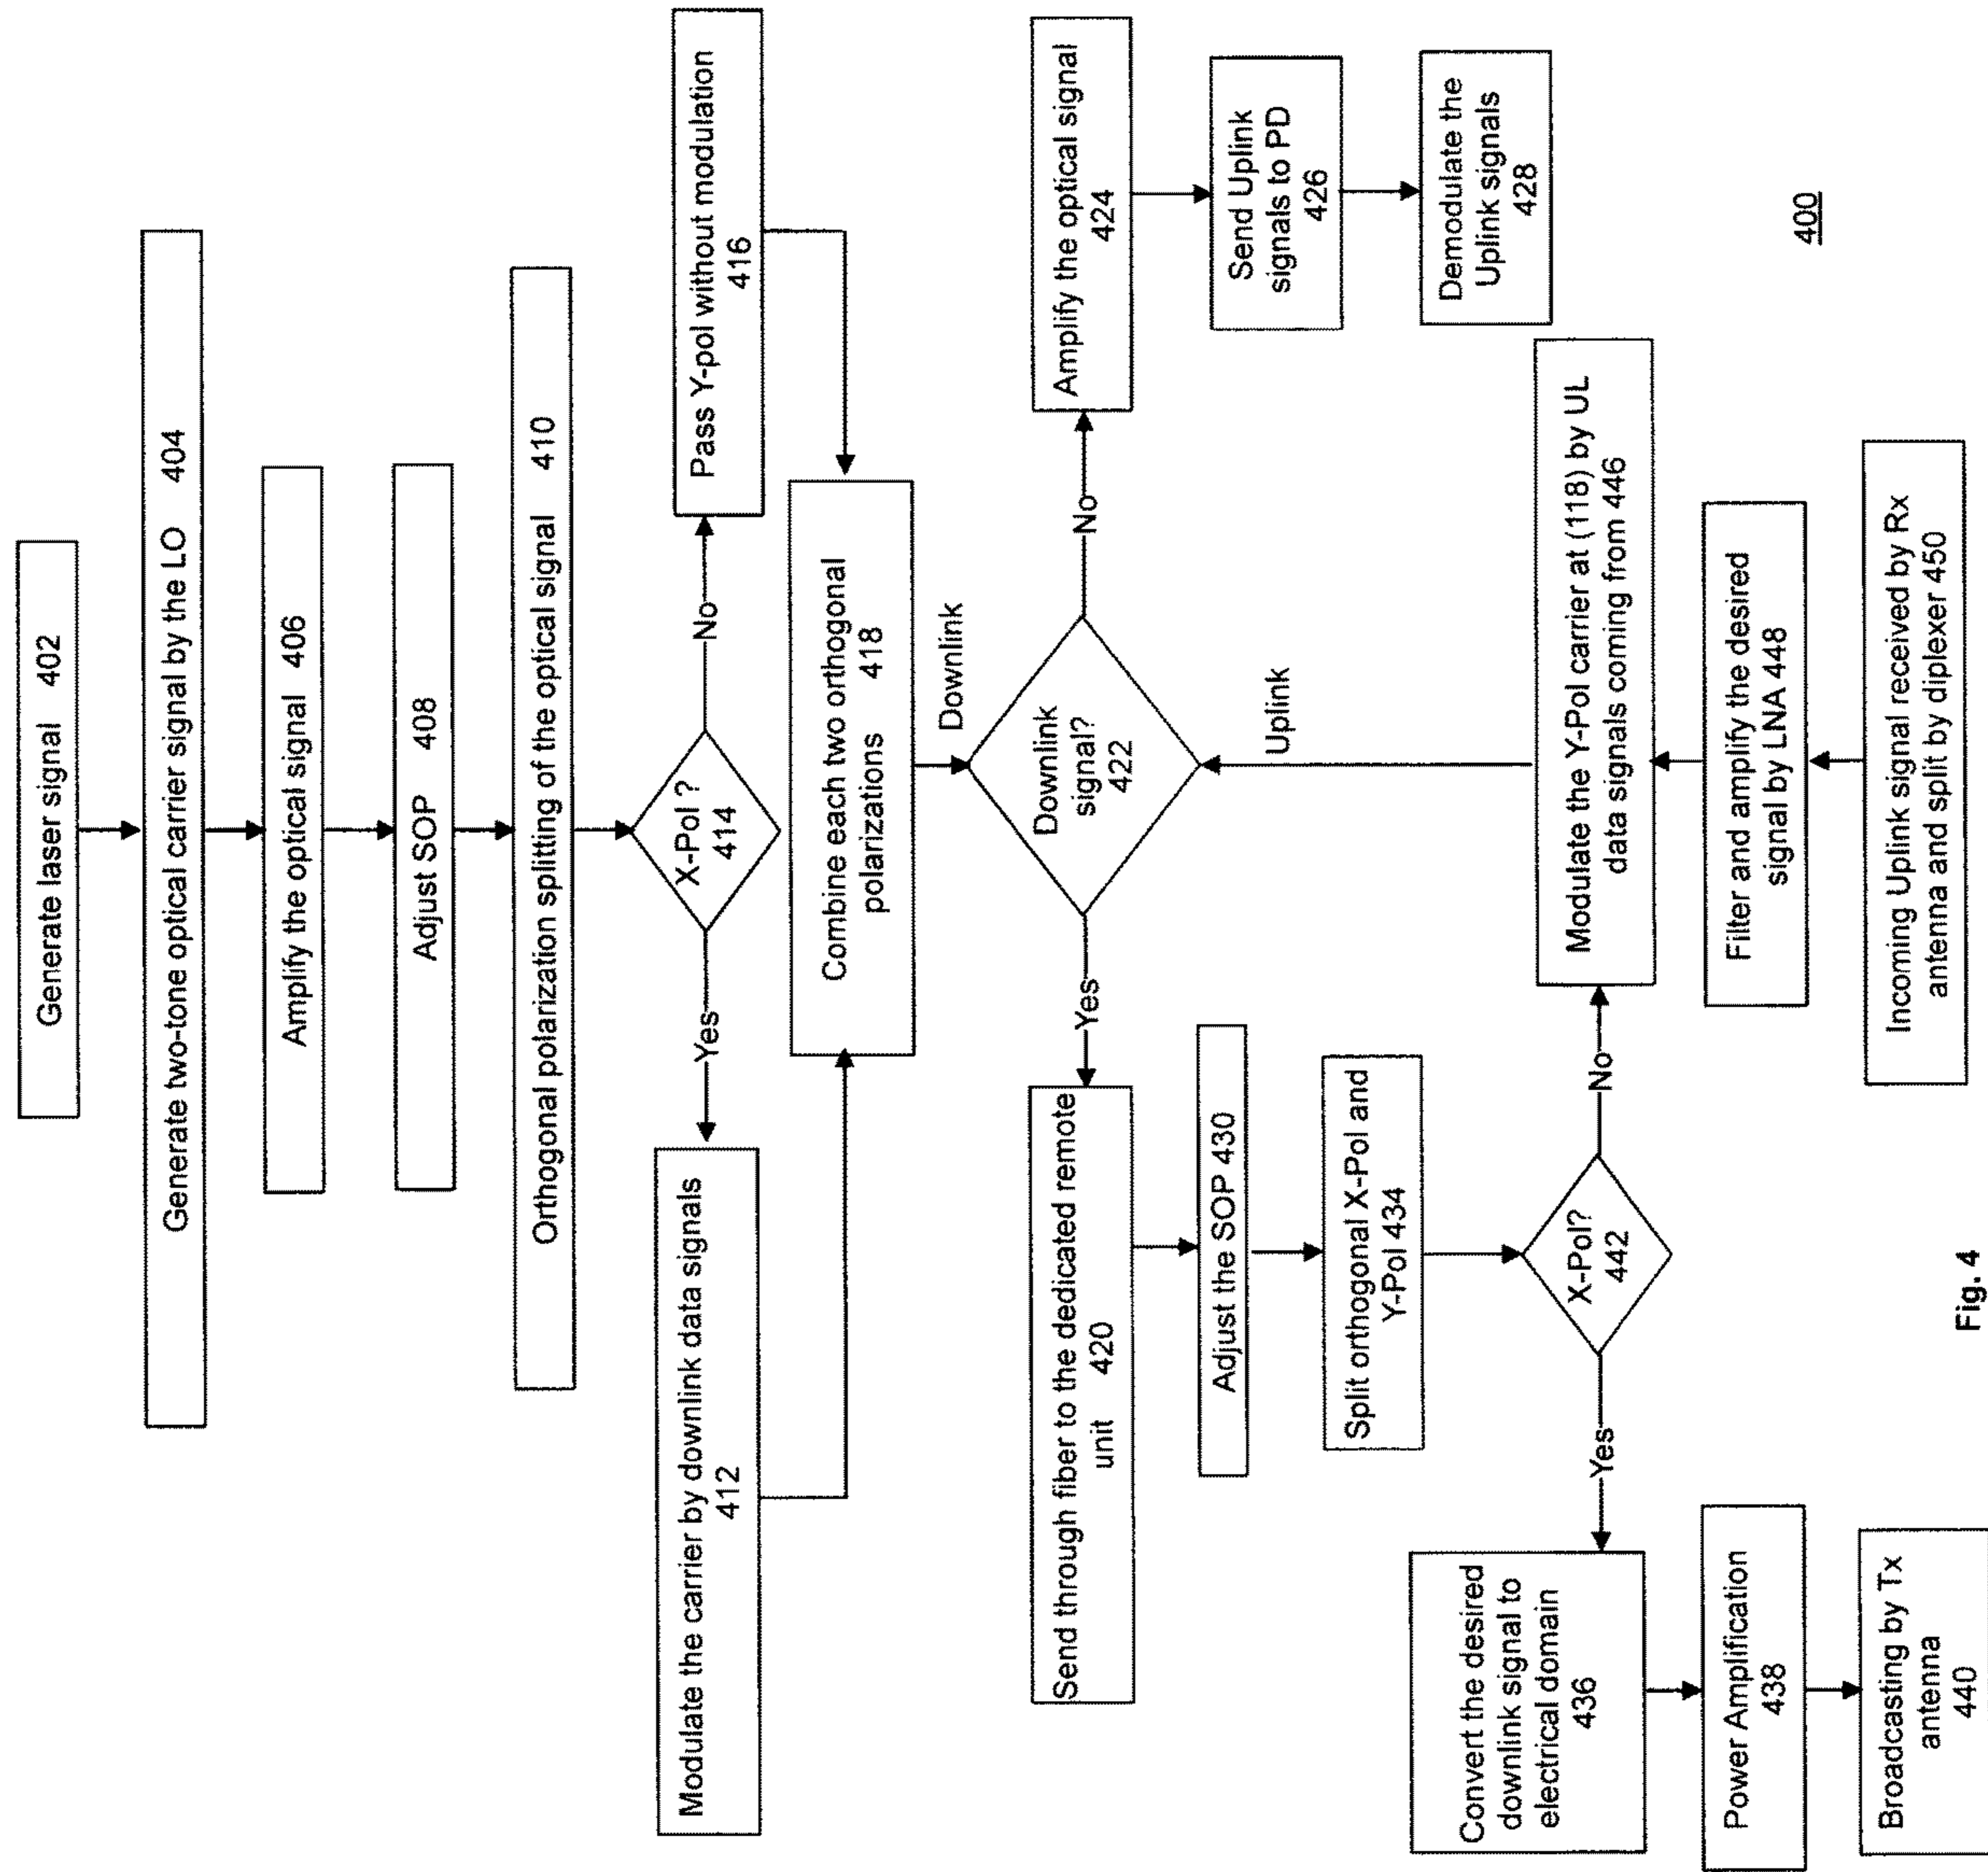 Generate laser signal 402
Generate two-tone optical carrier signal by the LO 404
Amplify the optical signal 406
Adjust SOP 408
Orthogonal polarization splitting of the optical signal 410
X-Pol ?
414
Yes
No
Modulate the carrier by downlink data signals
412
Pass Y-pol without modulation
416
Combine each two orthogonal
polarizations 418
Downlink
Downlink
signal?
422
Yes
No
Uplink
Send through fiber to the dedicated remote
unit 420
Amplify the optical signal
424
Adjust the SOP 430
Send Uplink
signals to PD
426
Split orthogonal X-Pol and
Y-Pol 434
Demodulate the
Uplink signals
428
X-Pol?
442
Yes
No
Convert the desired
downlink signal to
electrical domain
436
Modulate the Y-Pol carrier at (118) by UL
data signals coming from 446
Power Amplification
438
Filter and amplify the desired
signal by LNA 448
Broadcasting by Tx
antenna
440
Incoming Uplink signal received by Rx
antenna and split by diplexer 450
400
Fig. 4